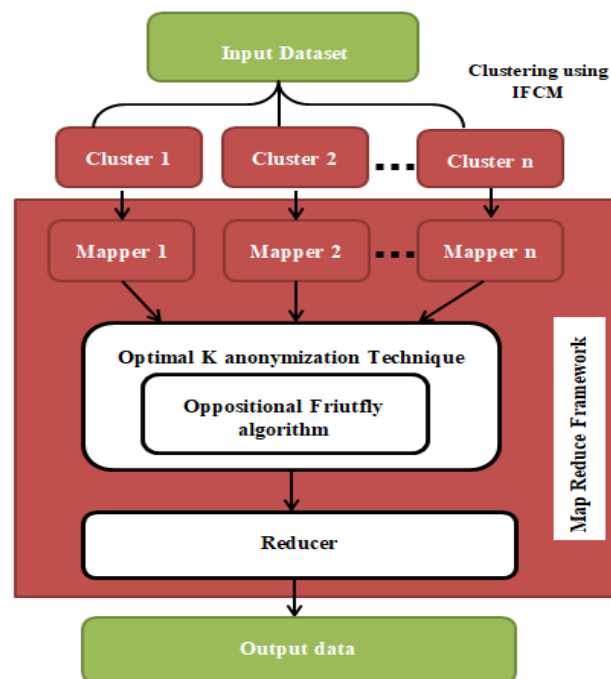 Input Dataset
Clustering using
IFCM
Cluster 1
Cluster 2
...
Cluster n
Mapper 1
Mapper 2
...
Mapper n
Optimal K anonymization Technique
Oppositional Friutfly
algorithm
Map Reduce Framework
Reducer
Output data